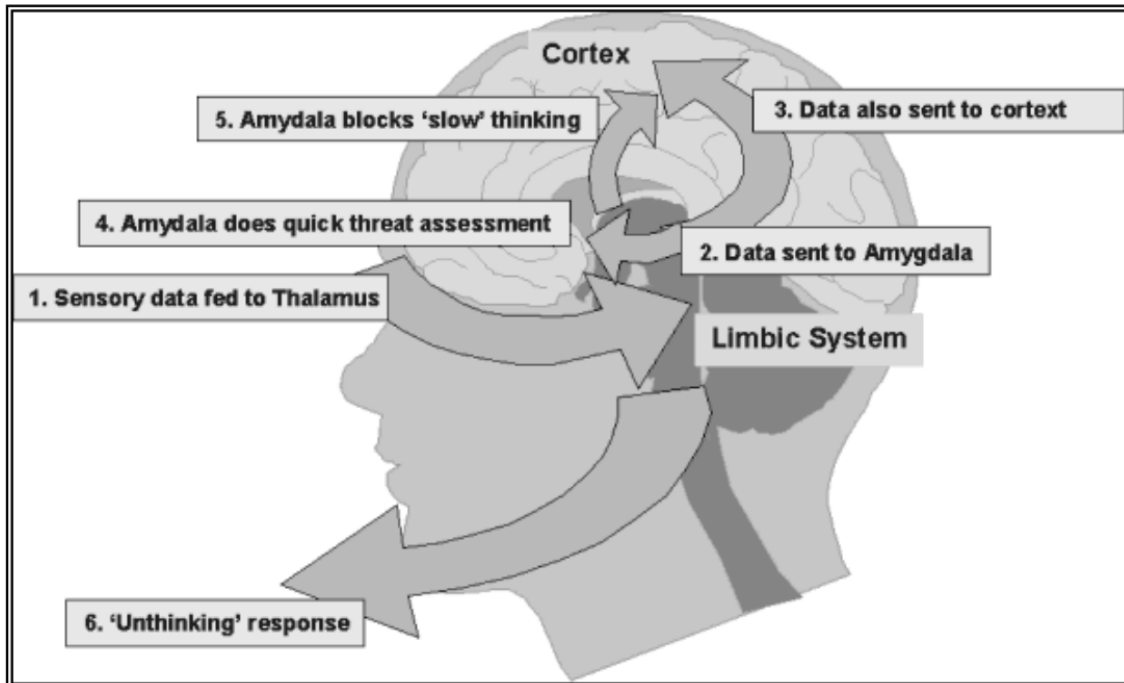 Cortex
5. Amydala blocks ‘slow’ thinking
3. Data also sent to cortext
4. Amydala does quick threat assessment
2. Data sent to Amygdala
1. Sensory data fed to Thalamus
Limbic System
6. ‘Unthinking’ response